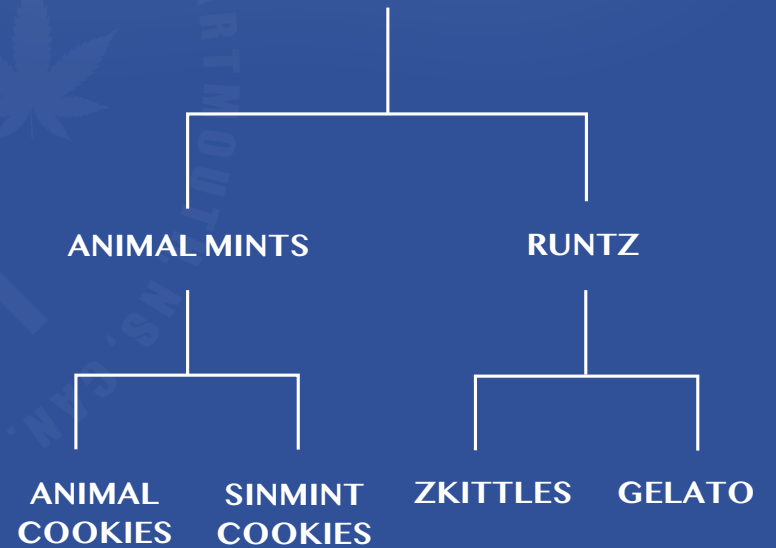 ANIMAL MINTS
RUNTZ
ANIMAL
COOKIES
SINMINT
COOKIES
ZKITTLES
GELATO